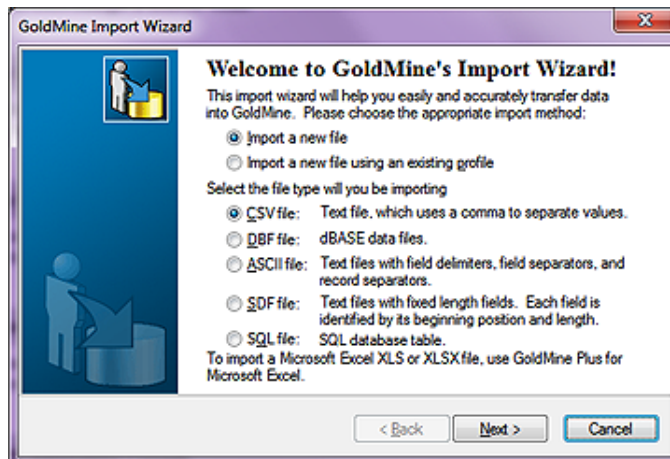 GoldMine Import Wizard
X
Welcome to GoldMine's Import Wizard!
This import wizard will help you easily and accurately transfer data
into GoldMine. Please choose the appropriate import method:
Import a new file
Import a new file using an existing profile
Select the file type will you be importing
CSV file: Text file, which uses a comma to separate values.
DBF file: dBASE data files.
ASCII file: Text files with field delimiters, field separators, and
record separators.
SDF file: Text files with fixed length fields. Each field is
identified by its beginning position and length.
SQL file: SQL database table.
To import a Microsoft Excel XLS or XLSX file, use GoldMine Plus for
Microsoft Excel.
< Back Next > Cancel